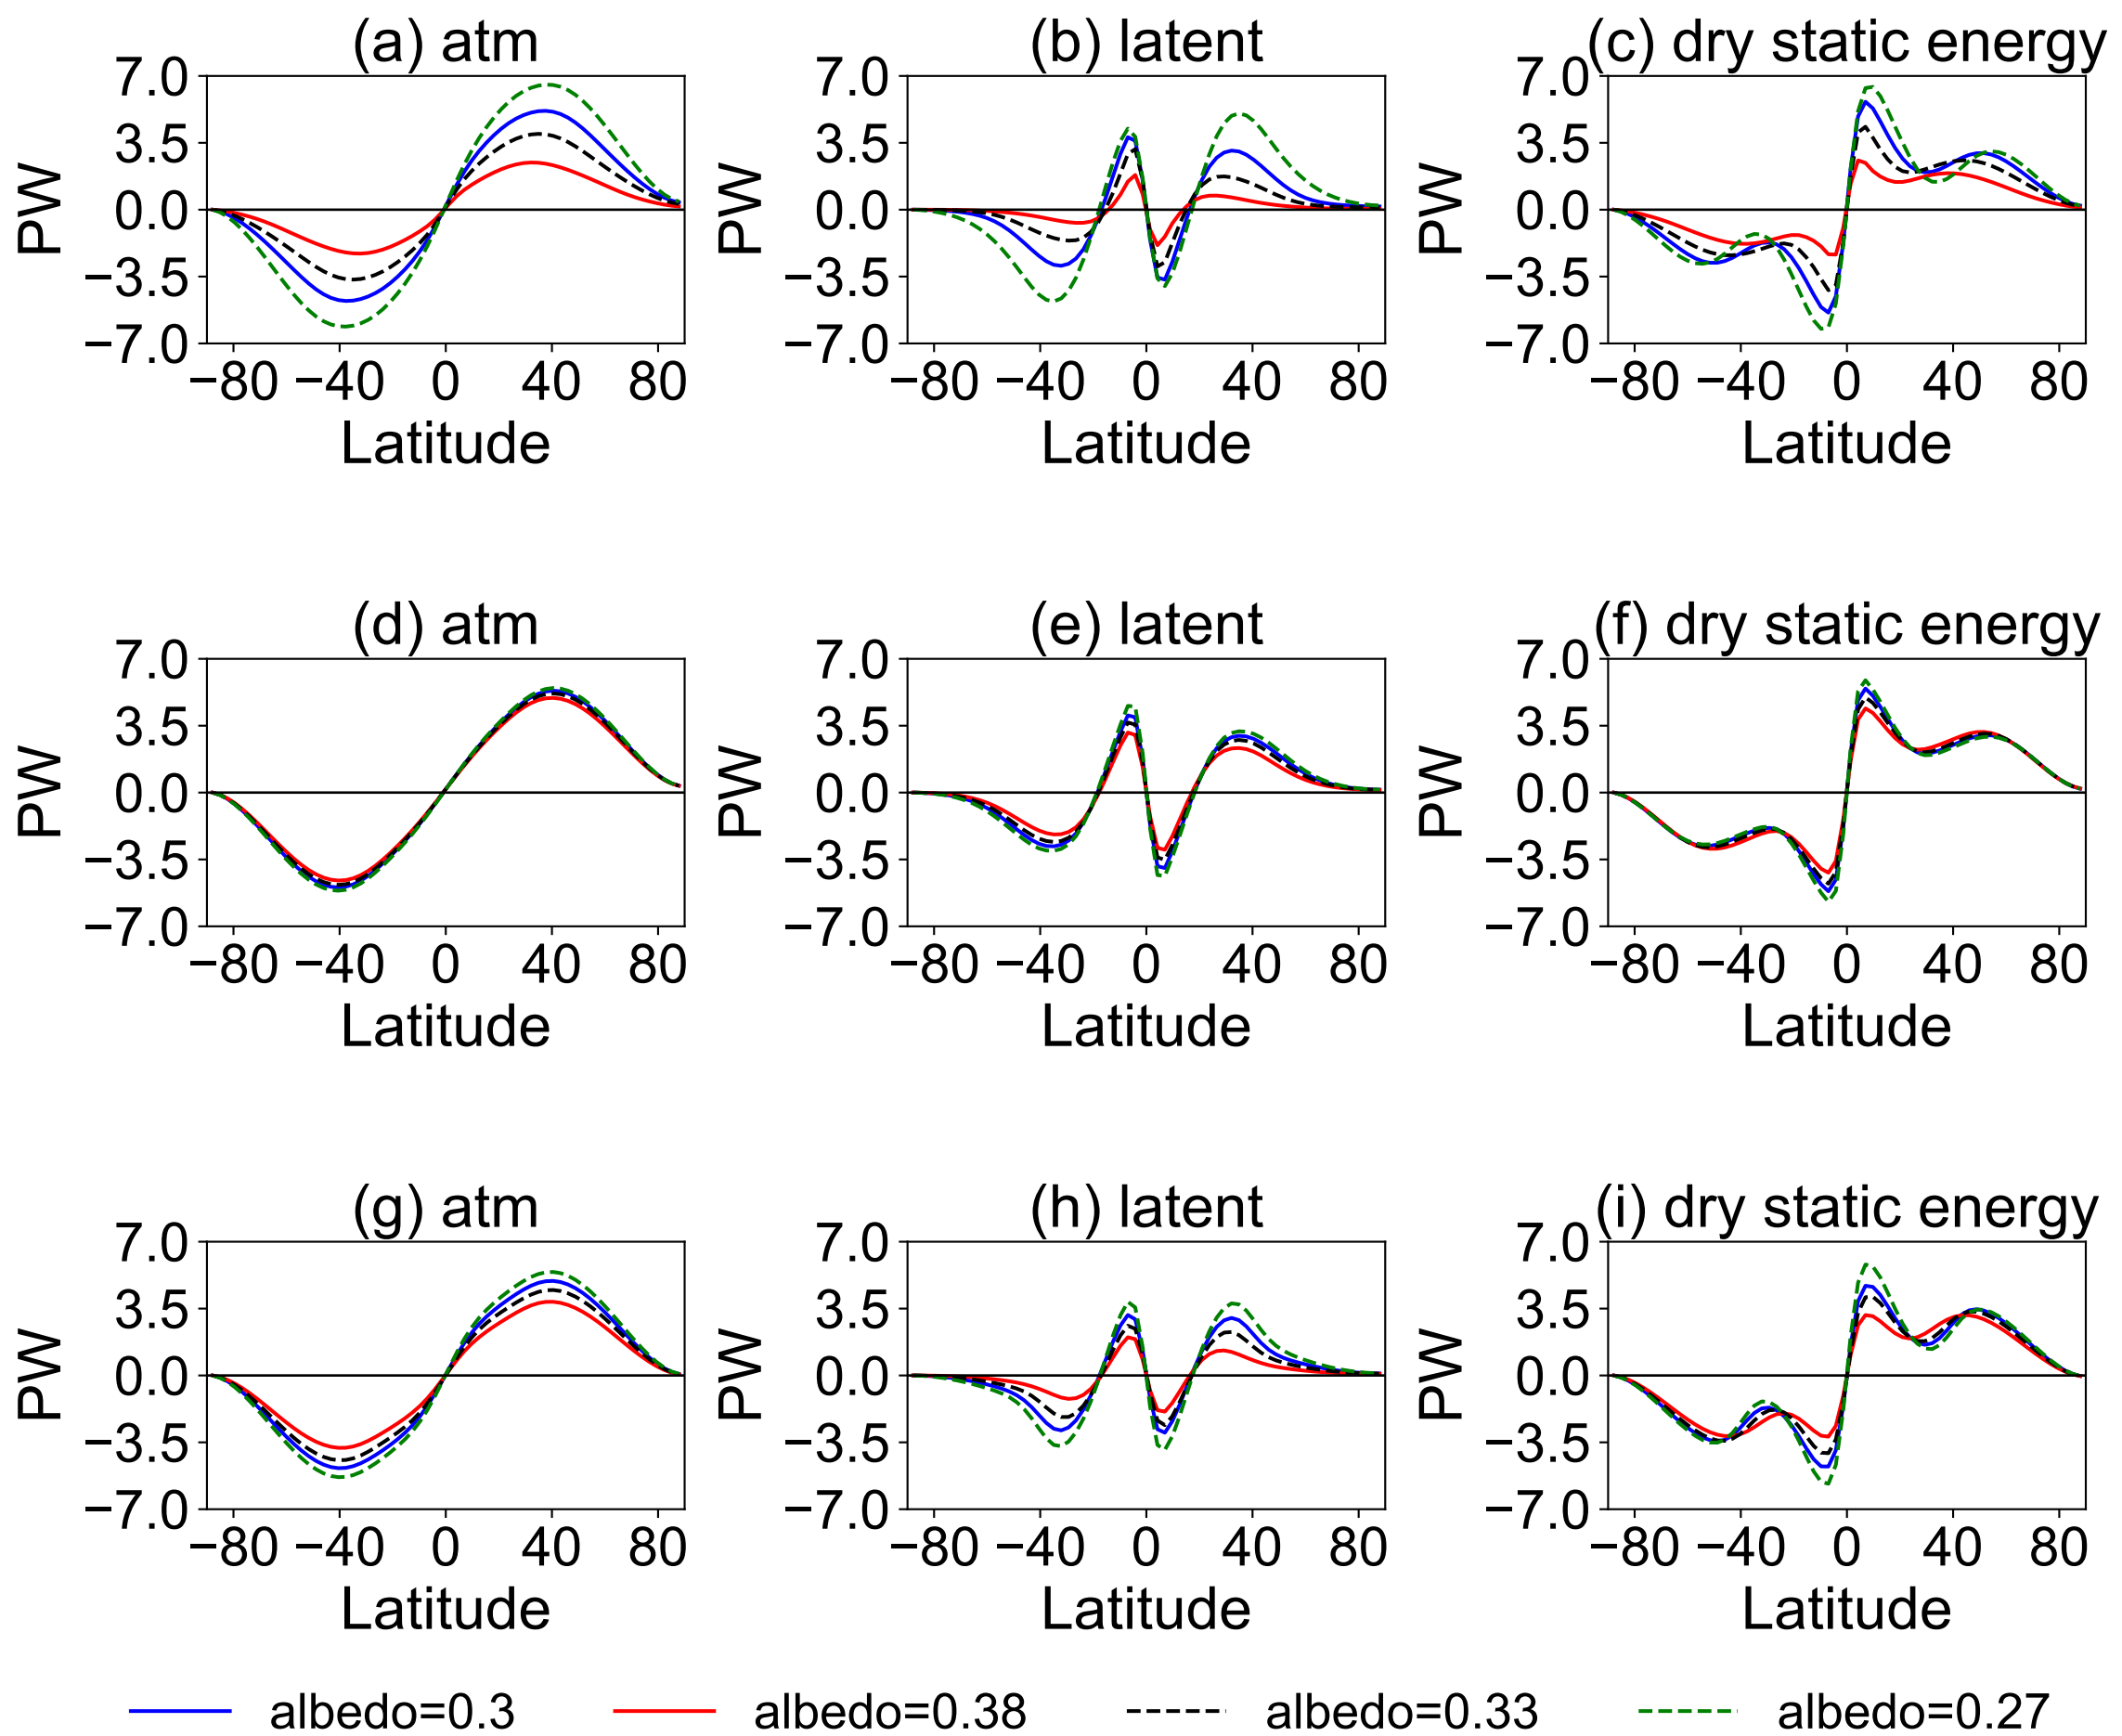 (a) atm
7.0
3.5
0.0
−3.5
−7.0
PW
−80
−40
0
40
80
Latitude
(b) latent
7.0
3.5
0.0
−3.5
−7.0
PW
−80
−40
0
40
80
Latitude
(c) dry static energy
7.0
3.5
0.0
−3.5
−7.0
PW
−80
−40
0
40
80
Latitude
(d) atm
7.0
3.5
0.0
−3.5
−7.0
PW
−80
−40
0
40
80
Latitude
(e) latent
7.0
3.5
0.0
−3.5
−7.0
PW
−80
−40
0
40
80
Latitude
(f) dry static energy
7.0
3.5
0.0
−3.5
−7.0
PW
−80
−40
0
40
80
Latitude
(g) atm
7.0
3.5
0.0
−3.5
−7.0
PW
−80
−40
0
40
80
Latitude
(h) latent
7.0
3.5
0.0
−3.5
−7.0
PW
−80
−40
0
40
80
Latitude
(i) dry static energy
7.0
3.5
0.0
−3.5
−7.0
PW
−80
−40
0
40
80
Latitude
albedo=0.3
albedo=0.38
albedo=0.33
albedo=0.27